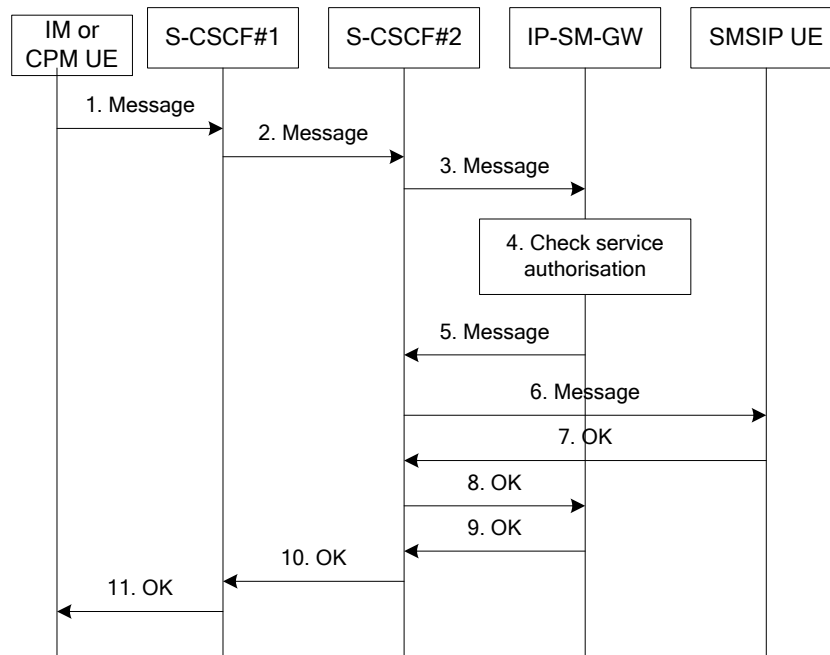 IM or
CPM UE
S-CSCF#1
S-CSCF#2
IP-SM-GW
SMSIP UE
1. Message
2. Message
3. Message
4. Check service
authorisation
5. Message
6. Message
7. OK
8. OK
9. OK
10. OK
11. OK